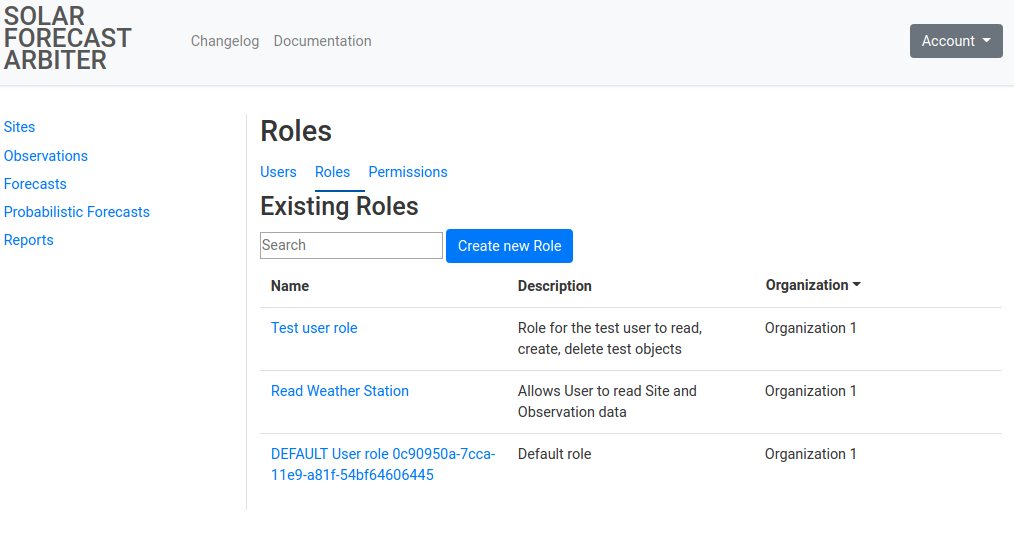 SOLAR
FORECAST
ARBITER
Changelog Documentation
Account
Sites
Observations
Forecasts
Probabilistic Forecasts
Reports
Roles
Users Roles Permissions
Existing Roles
Search Create new Role
Name Description Organization
Test user role Role for the test user to read, Organization 1
create, delete test objects
Read Weather Station Allows User to read Site and Organization 1
Observation data
DEFAULT User role 0c90950a-7cca- Default role Organization 1
11e9-a81f-54bf64606445